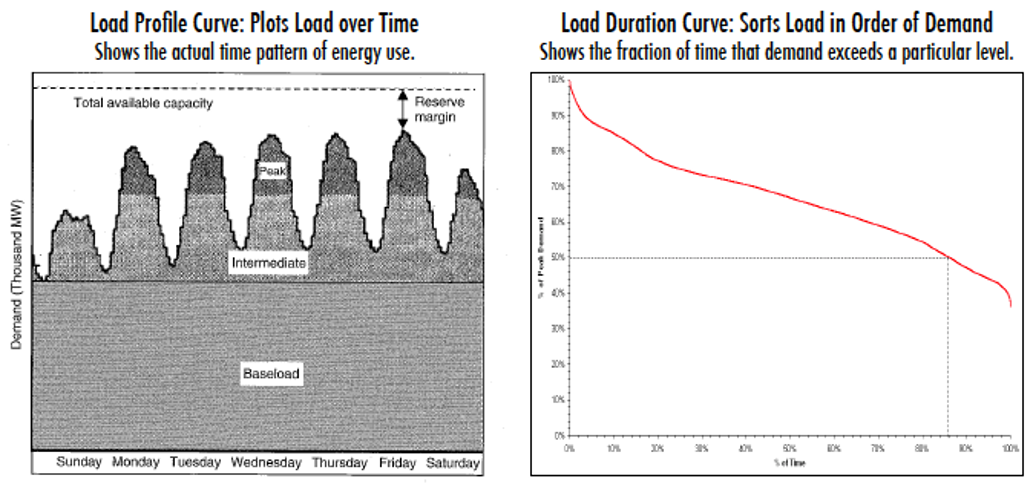 Load Profile Curve: Plots Load over Time
Shows the actual time pattern of energy use.
Total available capacity
Reserve
margin
Peak
Intermediate
Baseload
Demand (Thousand MW)
Sunday Monday Tuesday Wednesday Thursday Friday Saturday
Load Duration Curve: Sorts Load in Order of Demand
Shows the fraction of time that demand exceeds a particular level.
100%
90%
80%
70%
60%
50%
40%
30%
20%
10%
0%
% of Peak Demand
0% 10% 20% 30% 40% 50% 60% 70% 80% 90% 100%
% of Time